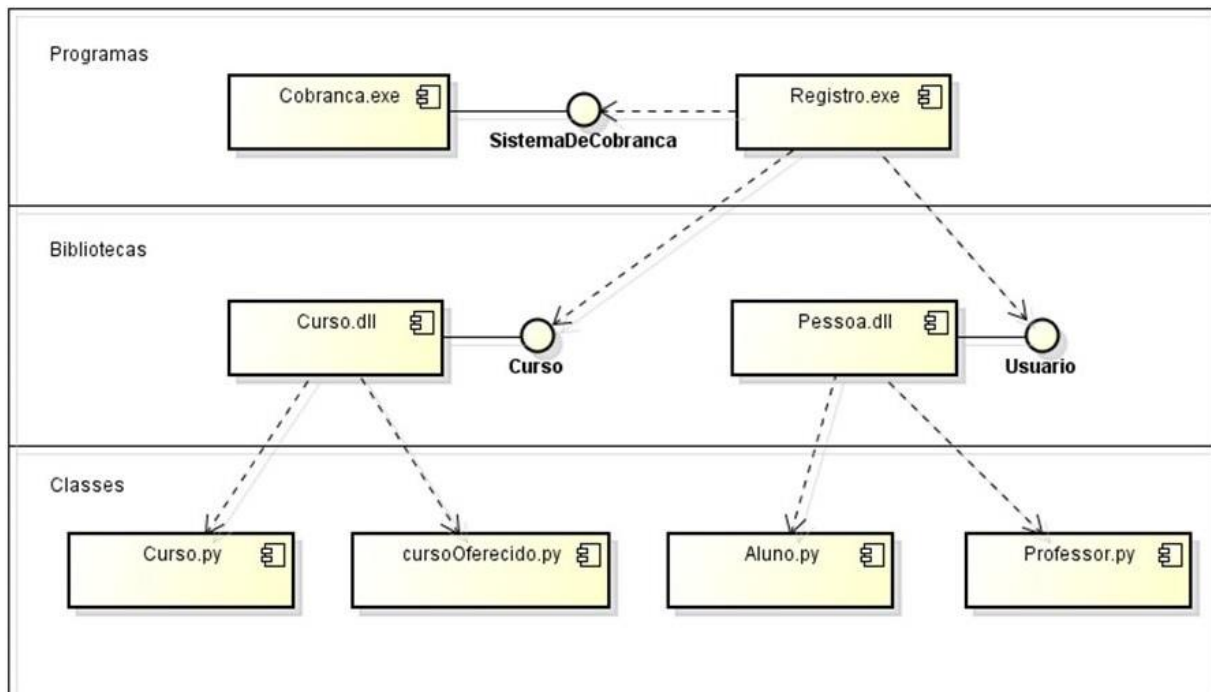 Programas
Cobranca.exe
Registro.exe
SistemaDeCobranca
Bibliotecas
Curso.dll
Pessoa.dll
Curso
Usuario
Classes
Curso.py
cursoOferecido.py
Aluno.py
Professor.py